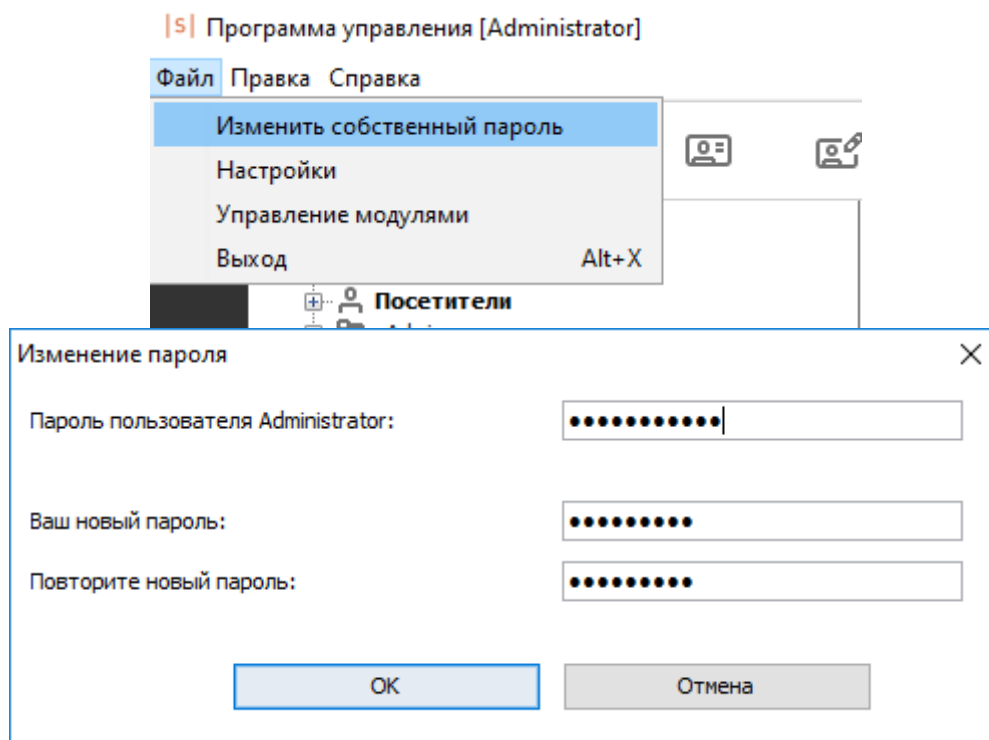 |S| Программа управления [Administrator]
Файл Правка Справка
Изменить собственный пароль
Настройки
Управление модулями
Выход Alt+X
Посетители
Изменение пароля
Пароль пользователя Administrator:
Ваш новый пароль:
Повторите новый пароль:
OK Отмена